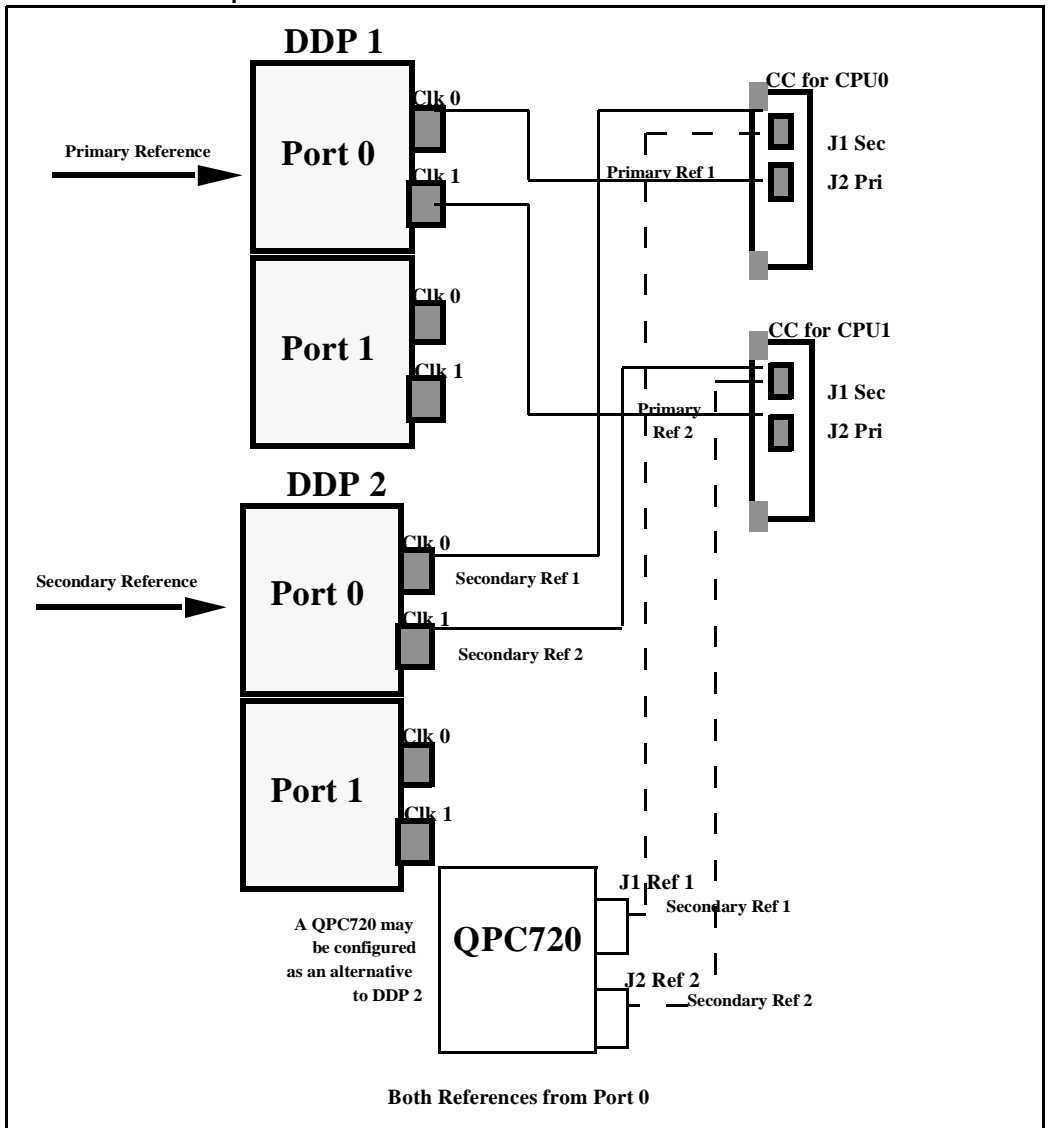 DDP 1
CC for CPU0
Clk 0
Port 0
J1 Sec
Primary Reference
Primary Ref 1
Clk 1
J2 Pri
Clk 0
Port 1
CC for CPU1
Clk 1
J1 Sec
Primary
Ref 2
J2 Pri
DDP 2
Clk 0
Secondary Reference
Port 0
Secondary Ref 1
Clk 1
Secondary Ref 2
Clk 0
Port 1
Clk 1
J1 Ref 1
Secondary Ref 1
A QPC720 may
be configured
as an alternative
to DDP 2
QPC720
J2 Ref 2
Secondary Ref 2
Both References from Port 0